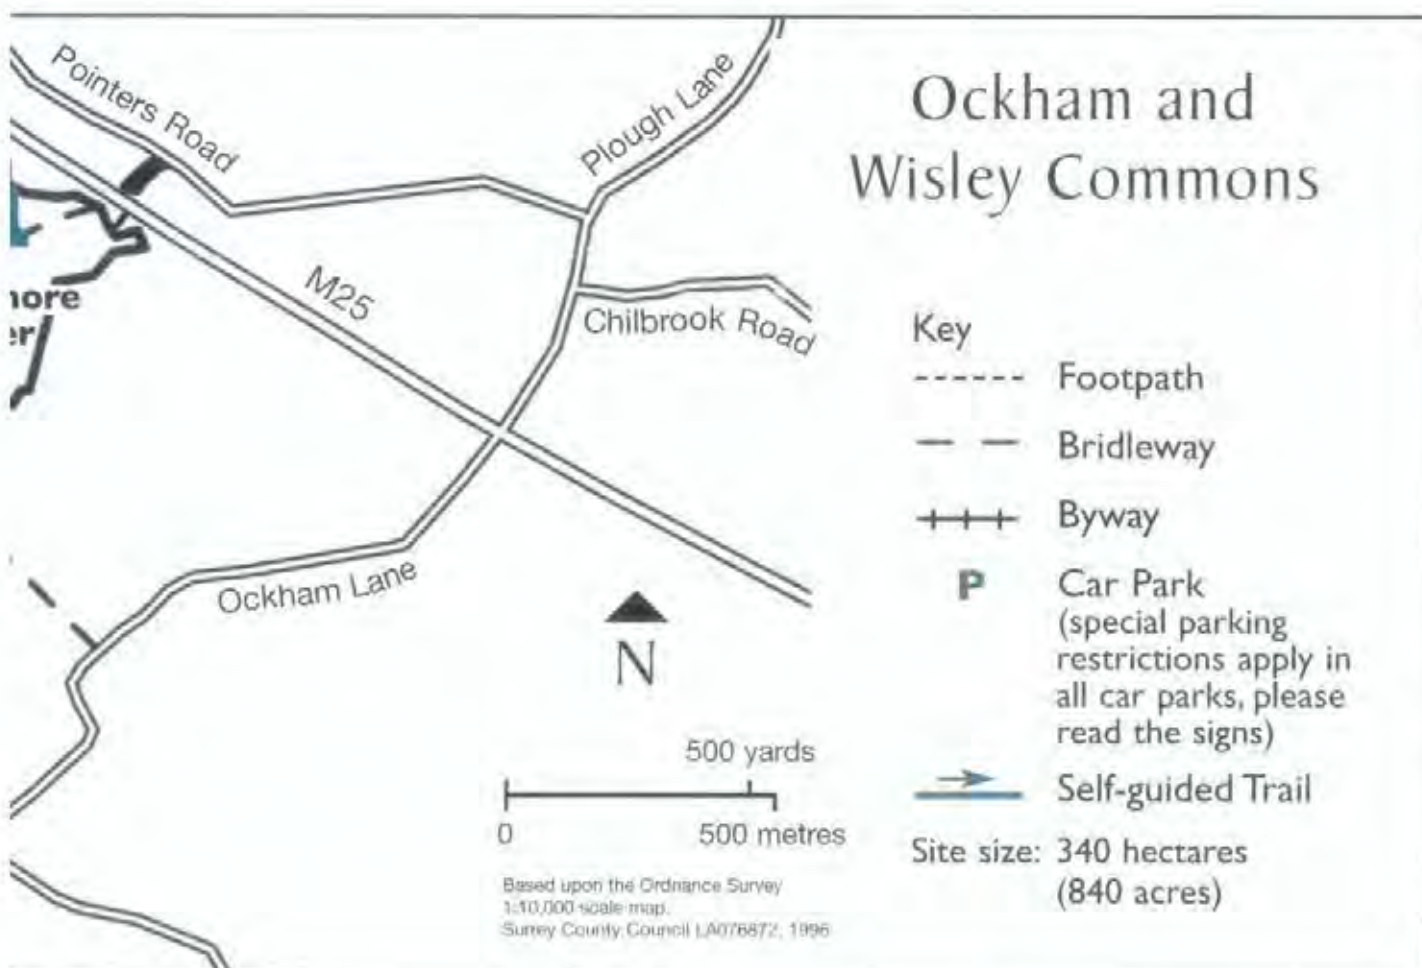 Pointers Road
Plough Lane
Ockham and
Wisley Commons
M25
Chilbrook Road
Ockham Lane
N
500 yards
0 500 metres
Based upon the Ordnance Survey
1:10,000 scale map.
Surrey County Council LA076872, 1996
Key
Footpath
Bridleway
Byway
P Car Park
(special parking
restrictions apply in
all car parks, please
read the signs)
Self-guided Trail
Site size: 340 hectares
(840 acres)